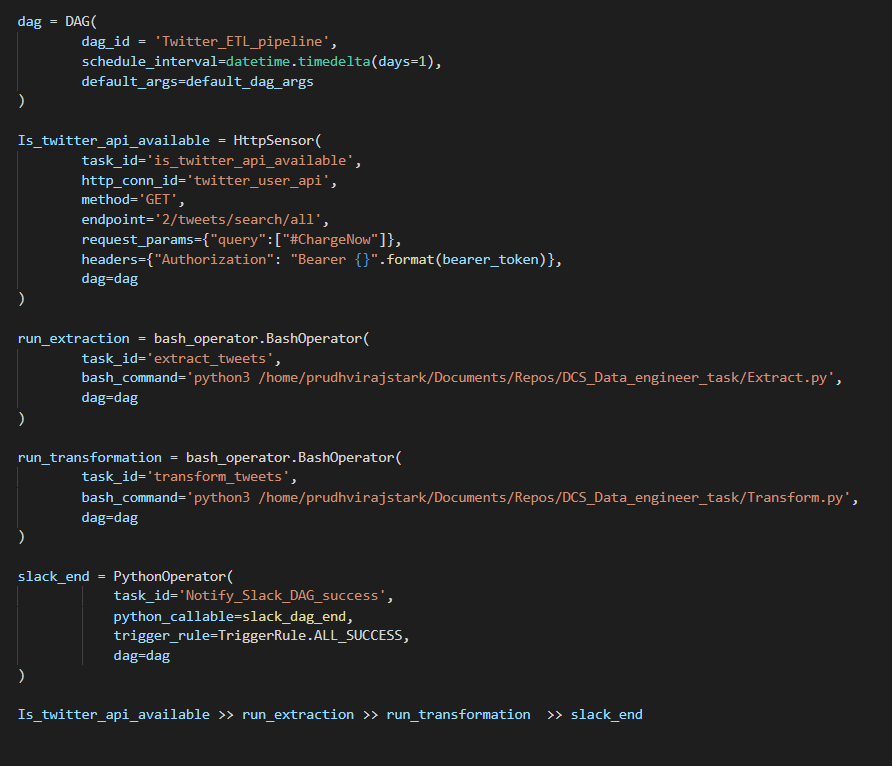 dag = DAG(
        dag_id = 'Twitter_ETL_pipeline',
        schedule_interval=datetime.timedelta(days=1),
        default_args=default_dag_args
)

Is_twitter_api_available = HttpSensor(
        task_id='is_twitter_api_available',
        http_conn_id='twitter_user_api',
        method='GET',
        endpoint='2/tweets/search/all',
        request_params={"query":["#ChargeNow"]},
        headers={"Authorization": "Bearer {}".format(bearer_token)},
        dag=dag
)

run_extraction = bash_operator.BashOperator(
        task_id='extract_tweets',
        bash_command='python3 /home/prudhvirajstark/Documents/Repos/DCS_Data_engineer_task/Extract.py',
        dag=dag
)

run_transformation = bash_operator.BashOperator(
        task_id='transform_tweets',
        bash_command='python3 /home/prudhvirajstark/Documents/Repos/DCS_Data_engineer_task/Transform.py',
        dag=dag
)

slack_end = PythonOperator(
            task_id='Notify_Slack_DAG_success',
            python_callable=slack_dag_end,
            trigger_rule=TriggerRule.ALL_SUCCESS,
            dag=dag
)

Is_twitter_api_available >> run_extraction >> run_transformation  >> slack_end